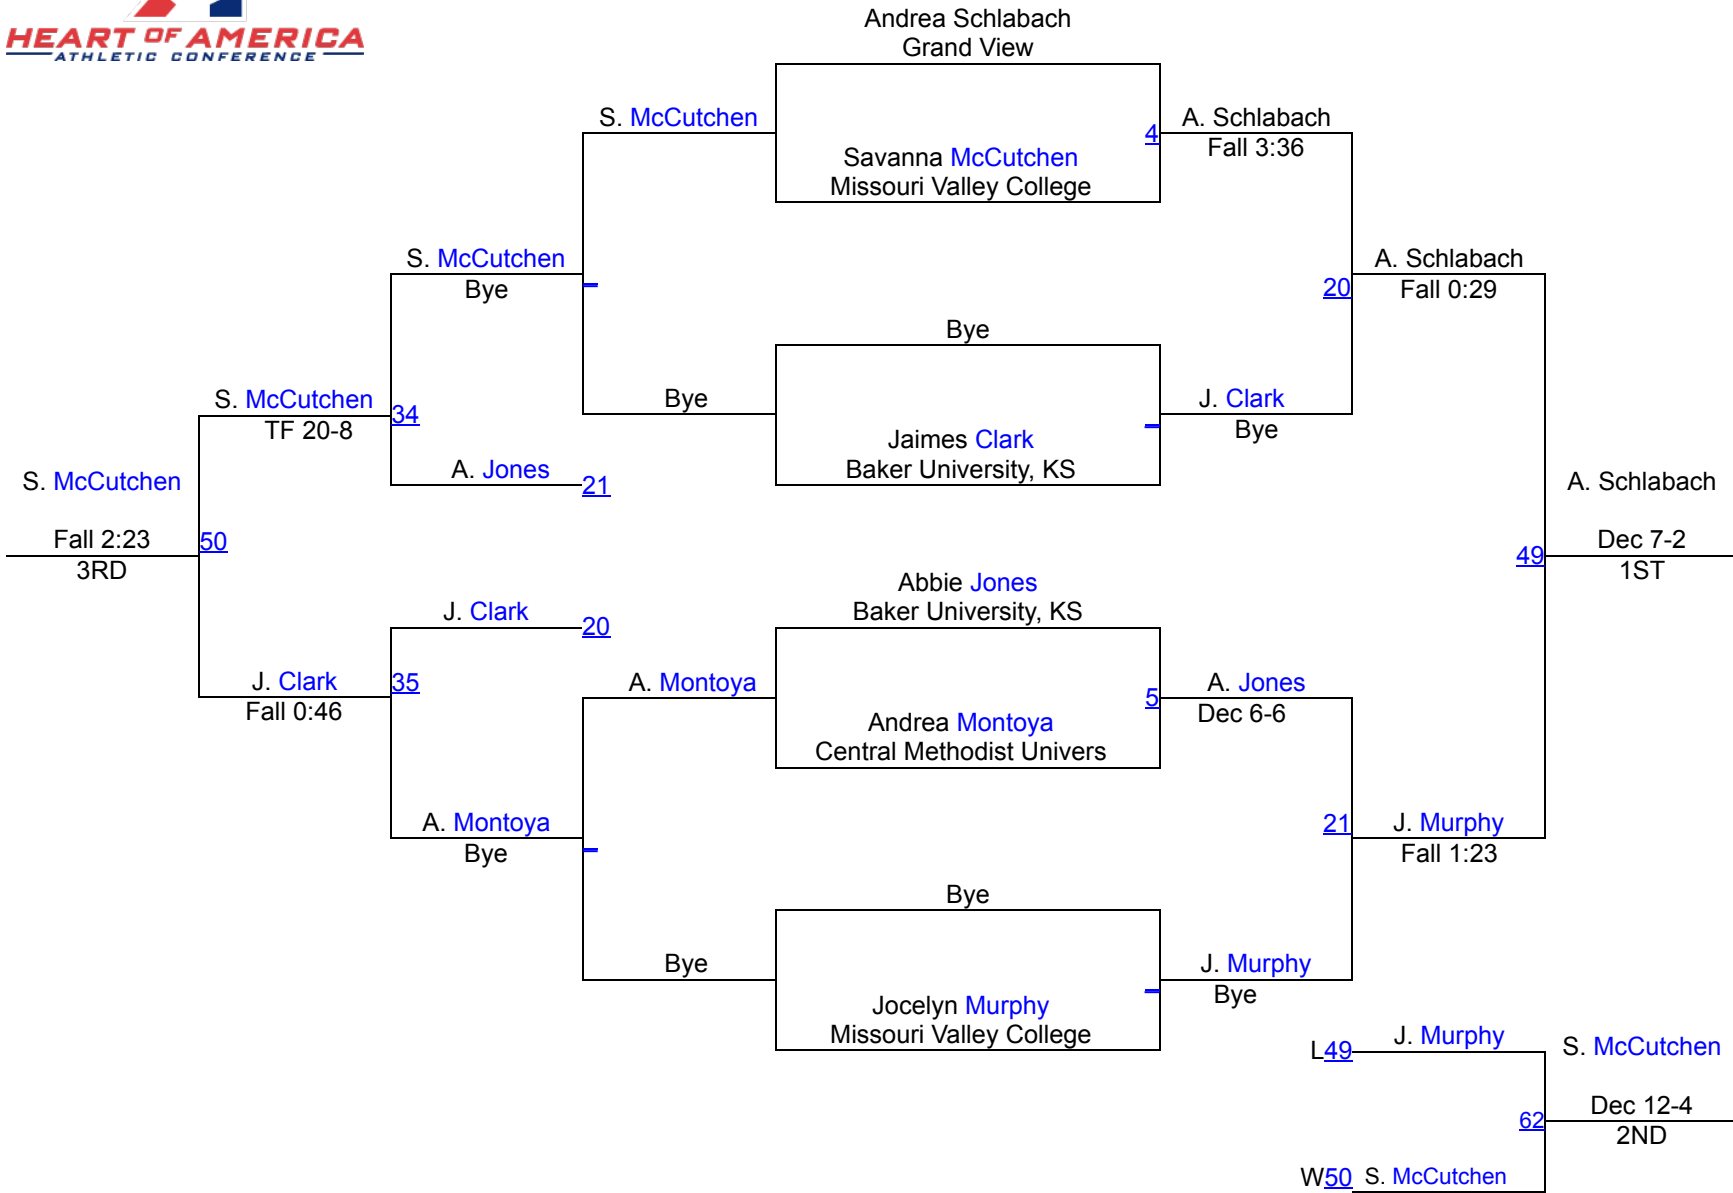 HEART OF AMERICA
ATHLETIC CONFERENCE
Andrea Schlabach
Grand View
S. McCutchen
4
A. Schlabach
Fall 3:36
Savanna McCutchen
Missouri Valley College
S. McCutchen
Bye
A. Schlabach
Fall 0:29
20
Bye
S. McCutchen
TF 20-8
34
Bye
J. Clark
Bye
Jaimes Clark
Baker University, KS
A. Jones
21
S. McCutchen
Fall 2:23
3RD
50
A. Schlabach
Dec 7-2
1ST
49
Abbie Jones
Baker University, KS
J. Clark
20
J. Clark
Fall 0:46
35
A. Montoya
5
A. Jones
Dec 6-6
Andrea Montoya
Central Methodist Univers
A. Montoya
Bye
21
J. Murphy
Fall 1:23
Bye
Bye
J. Murphy
Bye
Jocelyn Murphy
Missouri Valley College
L49
J. Murphy
S. McCutchen
62
Dec 12-4
2ND
W50
S. McCutchen